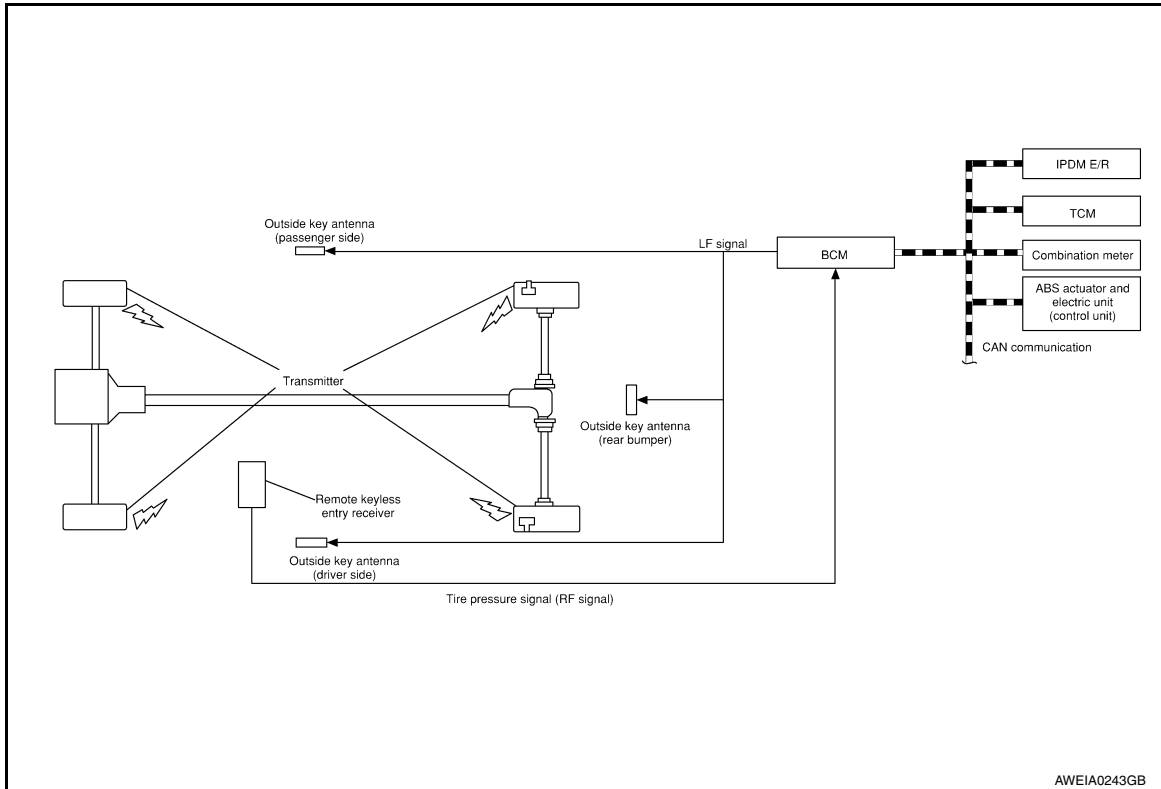 IPDM E/R
TCM
Outside key antenna
(passenger side)
LF signal
BCM
Combination meter
ABS actuator and
electric unit
(control unit)
CAN communication
Transmitter
Outside key antenna
(rear bumper)
Remote keyless
entry receiver
Outside key antenna
(driver side)
Tire pressure signal (RF signal)
AWEIA0243GB